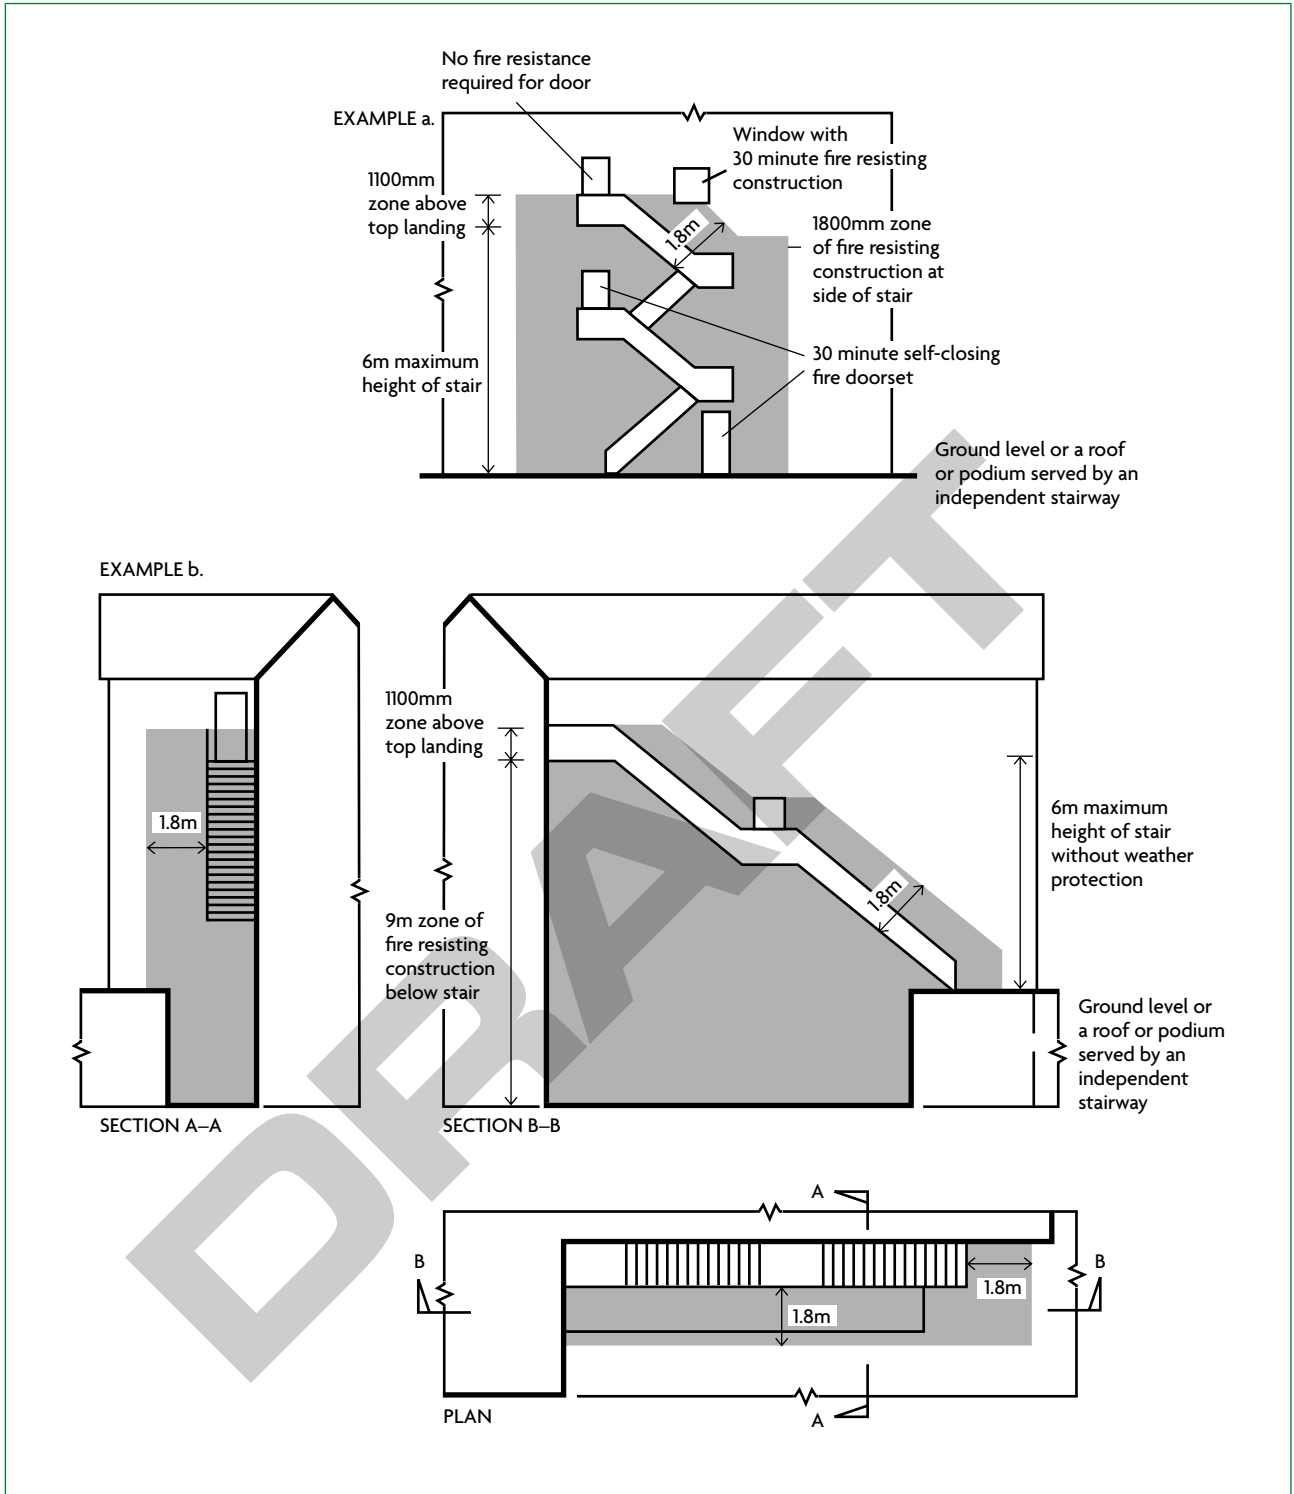 No fire resistance
required for door
EXAMPLE a.
Window with
30 minute fire resisting
construction
1100mm
zone above
top landing
1.8m
1800mm zone
of fire resisting
construction at
side of stair
6m maximum
height of stair
30 minute self-closing
fire doorset
Ground level or a roof
or podium served by an
independent stairway
EXAMPLE b.
1100mm
zone above
top landing
1.8m
6m maximum
height of stair
without weather
protection
1.8m
9m zone of
fire resisting
construction
below stair
Ground level or
a roof or podium
served by an
independent
stairway
SECTION A–A
SECTION B–B
A
B
B
1.8m
1.8m
PLAN
A
DRAFT